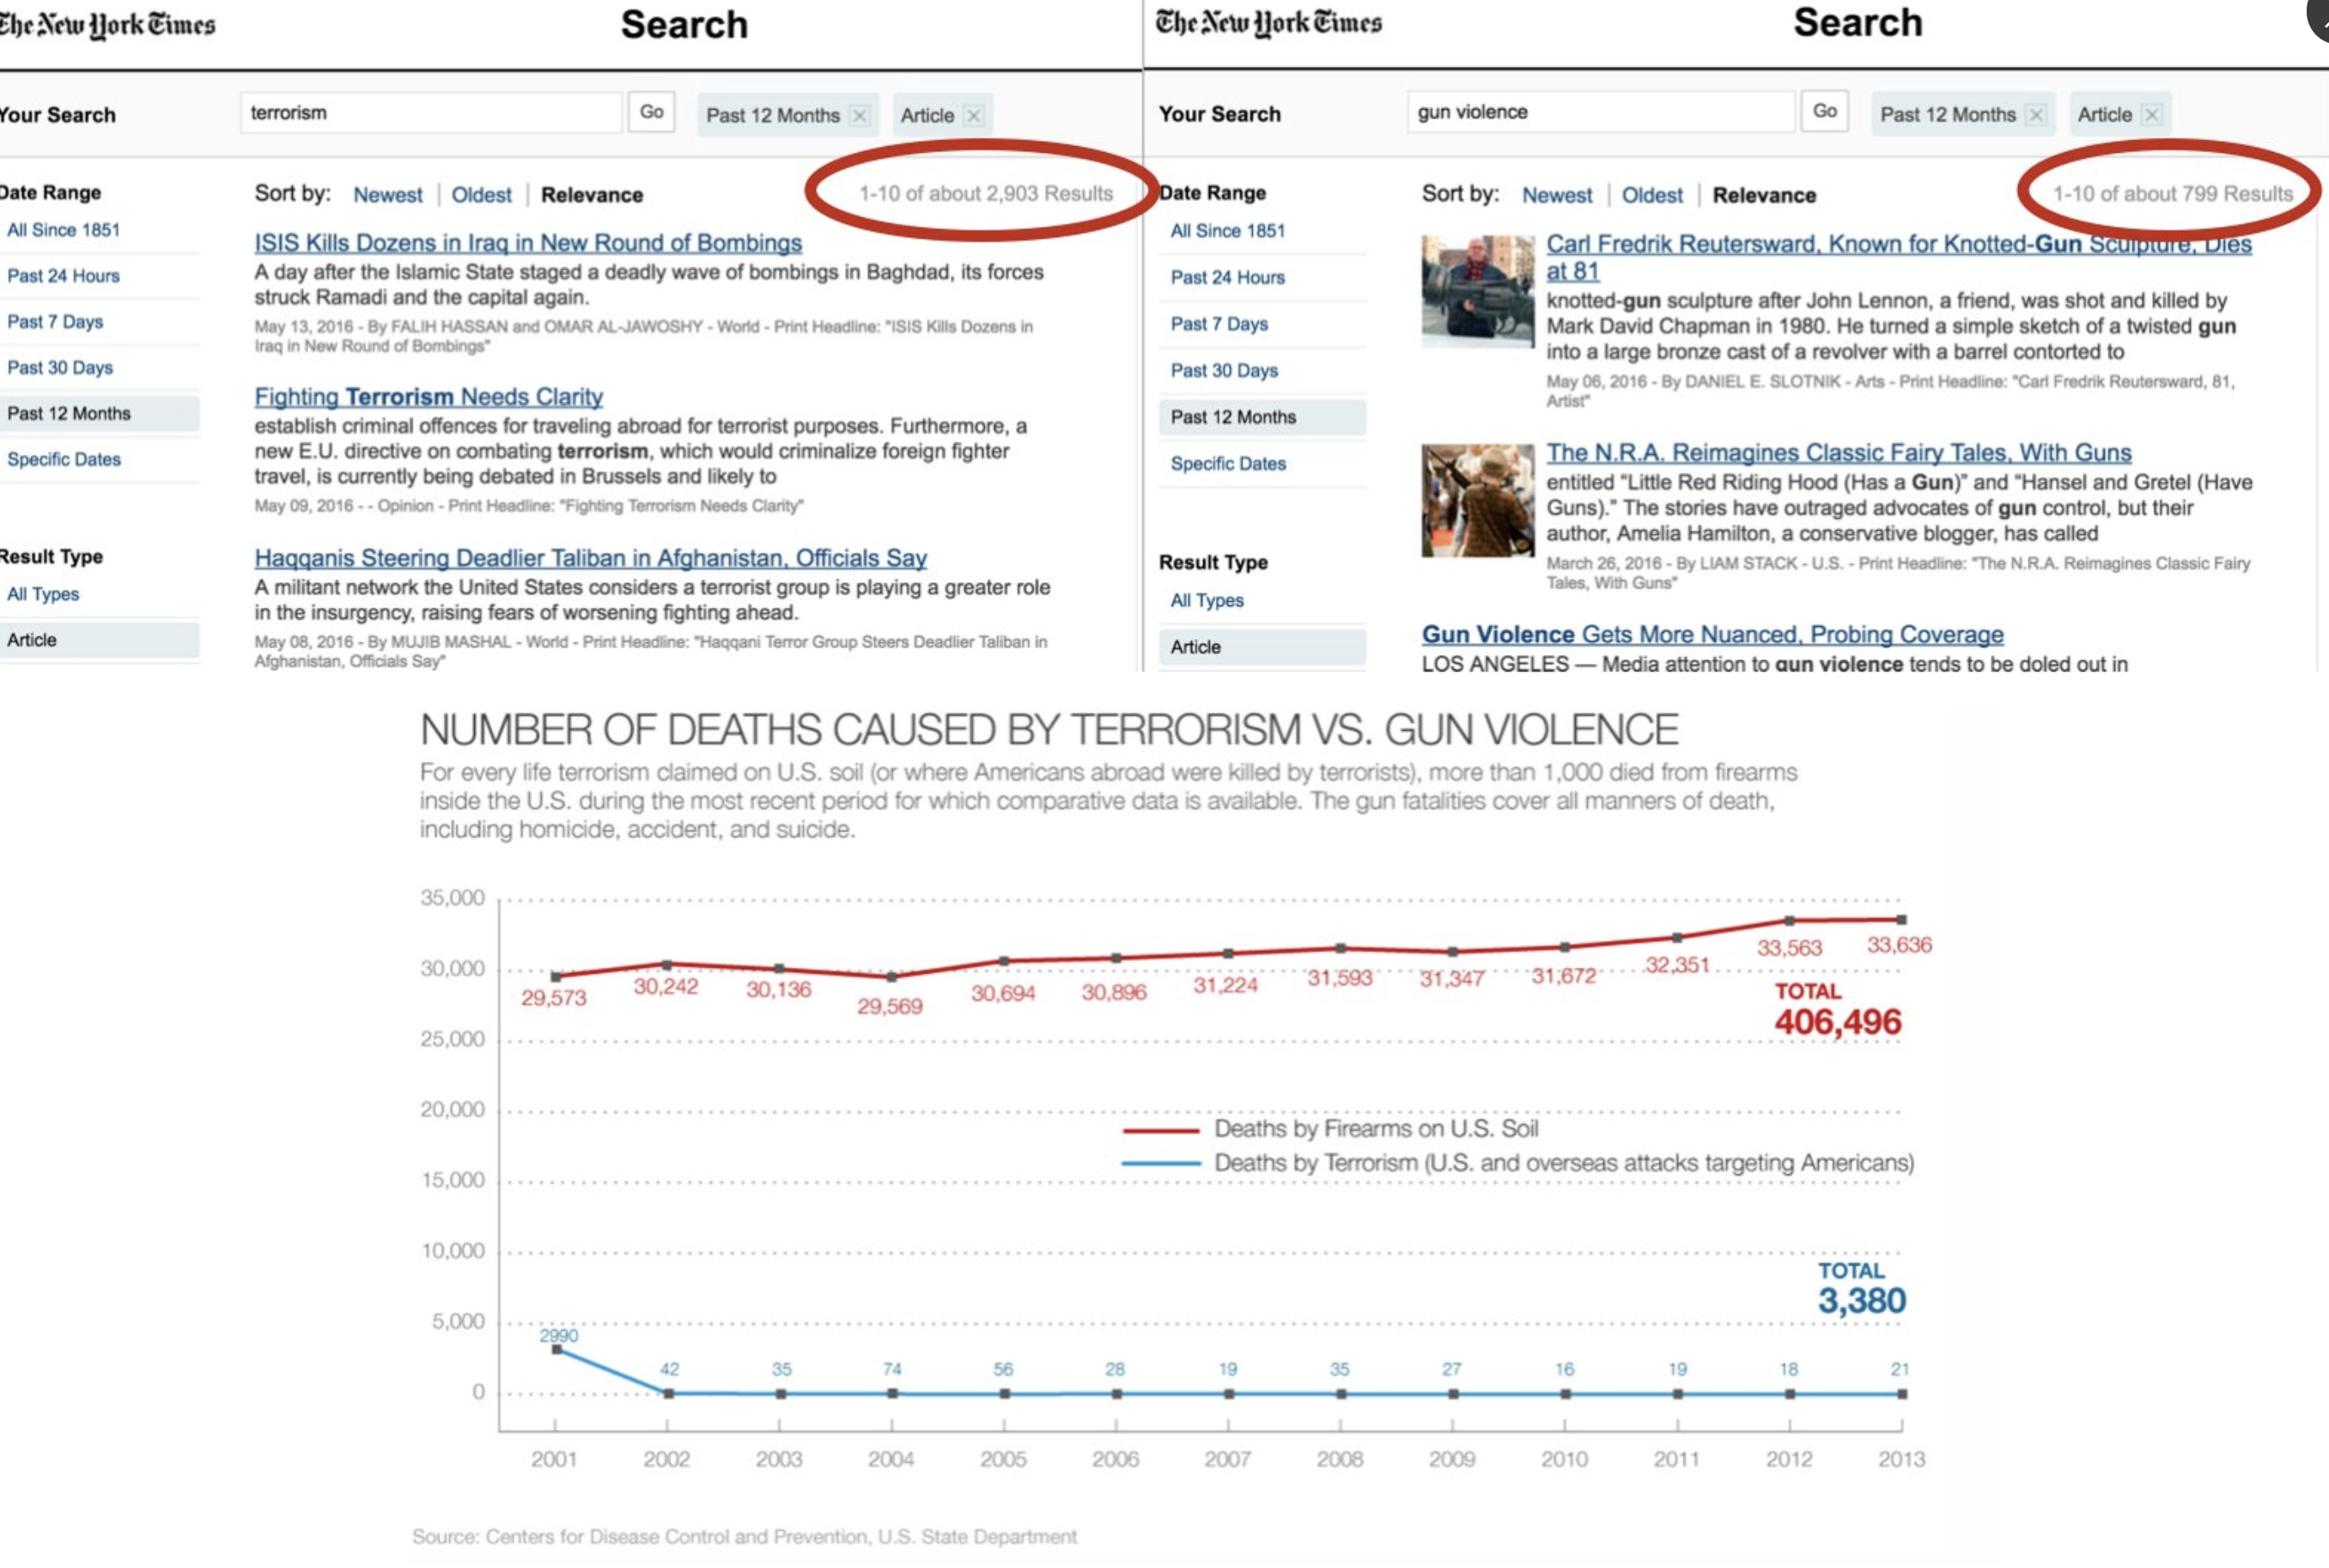 The New York Times
Search
Your Search
terrorism
Go
Past 12 Months
Article
Date Range
All Since 1851
Past 24 Hours
Past 7 Days
Past 30 Days
Past 12 Months
Specific Dates
Result Type
All Types
Article
Sort by: Newest | Oldest | Relevance
1-10 of about 2,903 Results
ISIS Kills Dozens in Iraq in New Round of Bombings
A day after the Islamic State staged a deadly wave of bombings in Baghdad, its forces
struck Ramadi and the capital again.
May 13, 2016 - By FALIH HASSAN and OMAR AL-JAWOSHY - World - Print Headline: "ISIS Kills Dozens in
Iraq in New Round of Bombings"
Fighting Terrorism Needs Clarity
establish criminal offences for traveling abroad for terrorist purposes. Furthermore, a
new E.U. directive on combating terrorism, which would criminalize foreign fighter
travel, is currently being debated in Brussels and likely to
May 09, 2016 - - Opinion - Print Headline: "Fighting Terrorism Needs Clarity"
Haqqanis Steering Deadlier Taliban in Afghanistan, Officials Say
A militant network the United States considers a terrorist group is playing a greater role
in the insurgency, raising fears of worsening fighting ahead.
May 08, 2016 - By MUJIB MASHAL - World - Print Headline: "Haqqani Terror Group Steers Deadlier Taliban in
Afghanistan, Officials Say"
The New York Times
Search
Your Search
gun violence
Go
Past 12 Months
Article
Date Range
All Since 1851
Past 24 Hours
Past 7 Days
Past 30 Days
Past 12 Months
Specific Dates
Result Type
All Types
Article
Sort by: Newest | Oldest | Relevance
1-10 of about 799 Results
Carl Fredrik Reutersward, Known for Knotted-Gun Sculpture, Dies
at 81
knotted-gun sculpture after John Lennon, a friend, was shot and killed by
Mark David Chapman in 1980. He turned a simple sketch of a twisted gun
into a large bronze cast of a revolver with a barrel contorted to
May 06, 2016 - By DANIEL E. SLOTNIK - Arts - Print Headline: "Carl Fredrik Reutersward, 81,
Artist"
The N.R.A. Reimagines Classic Fairy Tales, With Guns
entitled "Little Red Riding Hood (Has a Gun)" and "Hansel and Gretel (Have
Guns)." The stories have outraged advocates of gun control, but their
author, Amelia Hamilton, a conservative blogger, has called
March 26, 2016 - By LIAM STACK - U.S. - Print Headline: "The N.R.A. Reimagines Classic Fairy
Tales, With Guns"
Gun Violence Gets More Nuanced, Probing Coverage
LOS ANGELES — Media attention to gun violence tends to be doled out in
NUMBER OF DEATHS CAUSED BY TERRORISM VS. GUN VIOLENCE
For every life terrorism claimed on U.S. soil (or where Americans abroad were killed by terrorists), more than 1,000 died from firearms
inside the U.S. during the most recent period for which comparative data is available. The gun fatalities cover all manners of death,
including homicide, accident, and suicide.
35,000
30,000
25,000
20,000
15,000
10,000
5,000
0
29,573
30,242
30,136
29,569
30,694
30,896
31,224
31,593
31,347
31,672
32,351
33,563
33,636
TOTAL
406,496
Deaths by Firearms on U.S. Soil
Deaths by Terrorism (U.S. and overseas attacks targeting Americans)
TOTAL
3,380
2990
42
35
74
56
28
19
35
27
16
19
18
21
2001
2002
2003
2004
2005
2006
2007
2008
2009
2010
2011
2012
2013
Source: Centers for Disease Control and Prevention, U.S. State Department